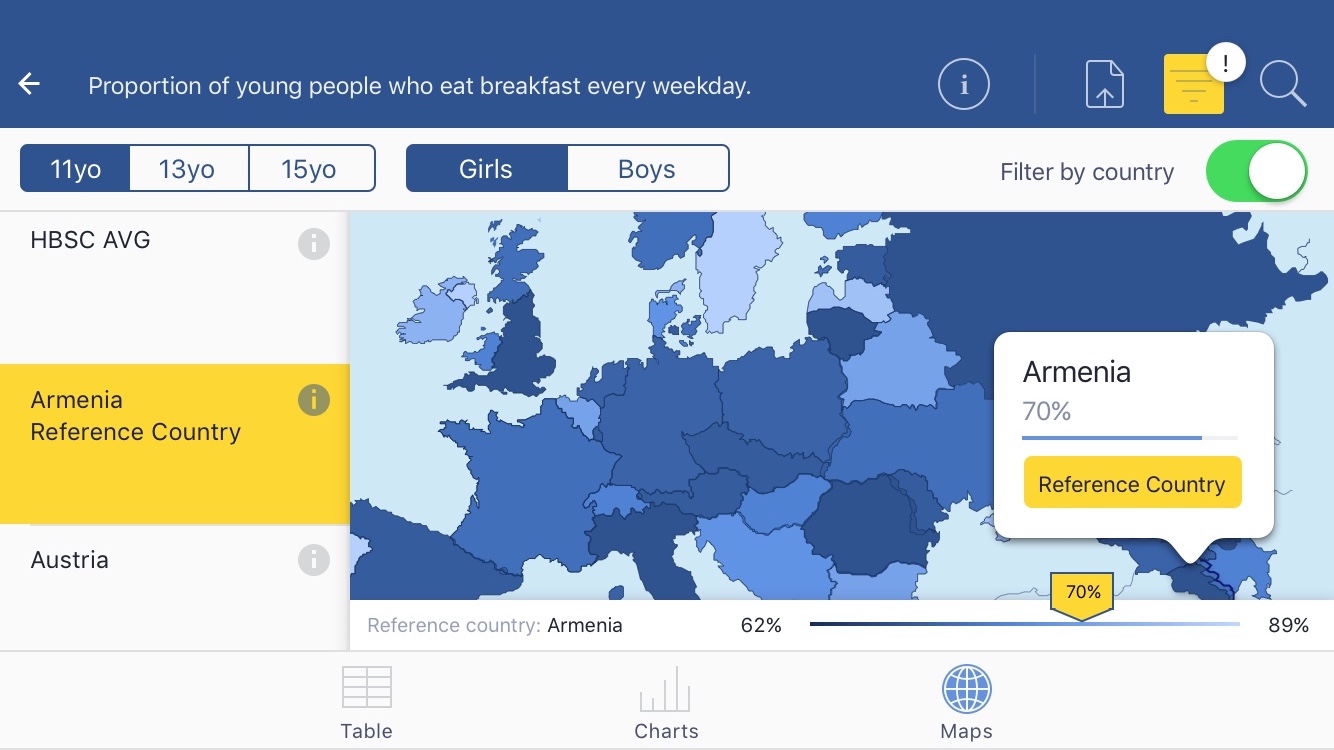 Proportion of young people who eat breakfast every weekday.
i
!
11yo
13yo
15yo
Girls
Boys
Filter by country
HBSC AVG
i
Armenia
i
Reference Country
Austria
i
Armenia
70%
Reference Country
70%
Reference country: Armenia
62%
89%
Table
Charts
Maps